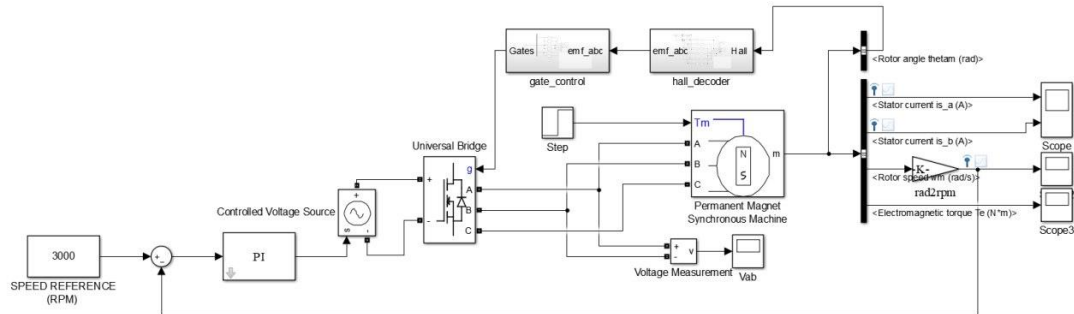 Gates
emf_abc
gate_control
emf_abc
Hall
hall_decoder
<Rotor angle thetam (rad)>
<Stator current is_a (A)>
<Stator current is_b (A)>
Scope
Step
Tm
A
B
C
N
S
m
Permanent Magnet
Synchronous Machine
K-
<Rotor speed wm (rad/s)>
rad2rpm
<Electromagnetic torque Te (N*m)>
Scope3
Universal Bridge
g
+
-
A
B
C
Controlled Voltage Source
+
s
-
3000
SPEED REFERENCE
(RPM)
+
-
PI
+
-
v
Voltage Measurement
Vab